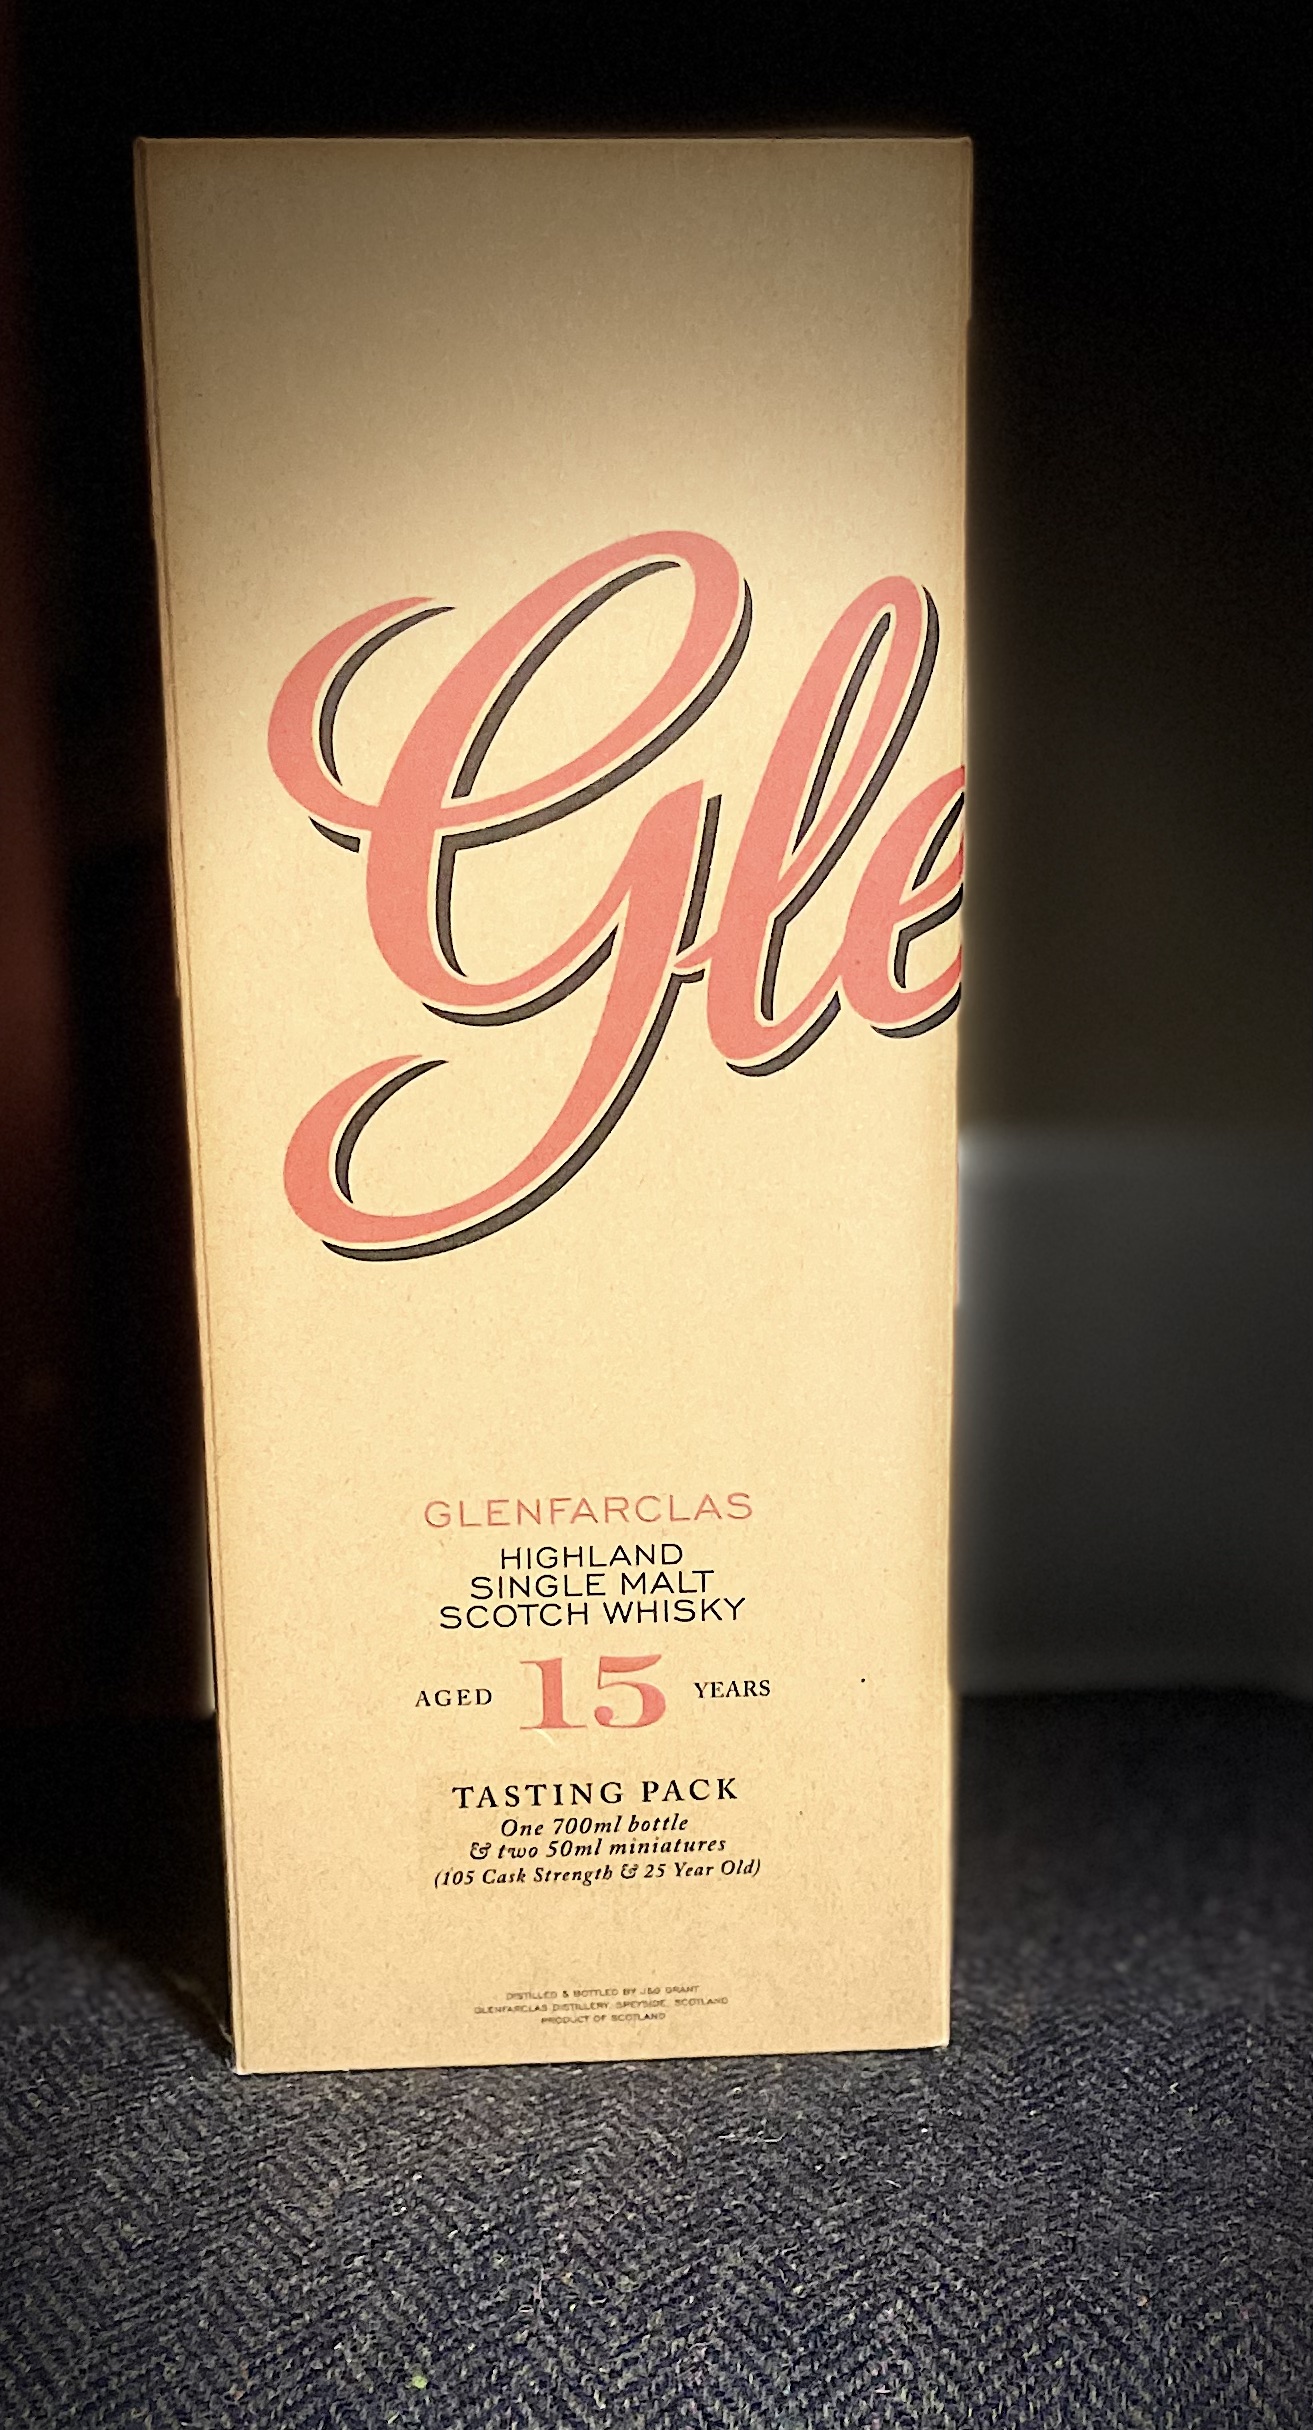 Gle
GLENFARCLAS
HIGHLAND
SINGLE MALT
SCOTCH WHISKY
AGED 15 YEARS
TASTING PACK
One 700ml bottle
& two 50ml miniatures
(105 Cask Strength & 25 Year Old)
DISTILLED & BOTTLED BY J&G GRANT
GLENFARCLAS DISTILLERY, SPEYSIDE, SCOTLAND
PRODUCT OF SCOTLAND